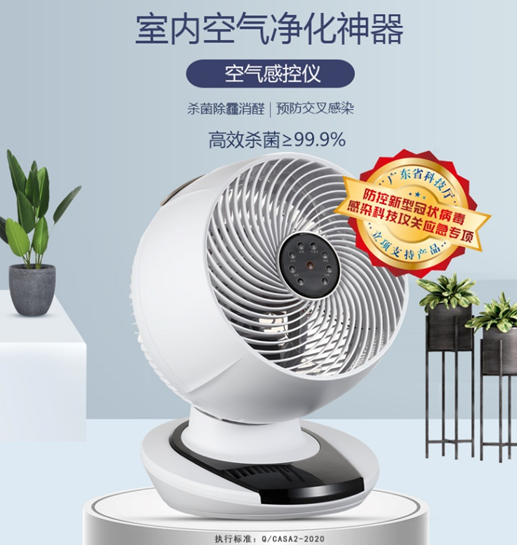 室内空气净化神器
空气感控仪
杀菌除霾消醛 | 预防交叉感染
高效杀菌≥99.9%
广东省科技厅
防控新型冠状病毒
感染科技攻关应急专项
立项支持产品
执行标准：Q/CASA2-2020